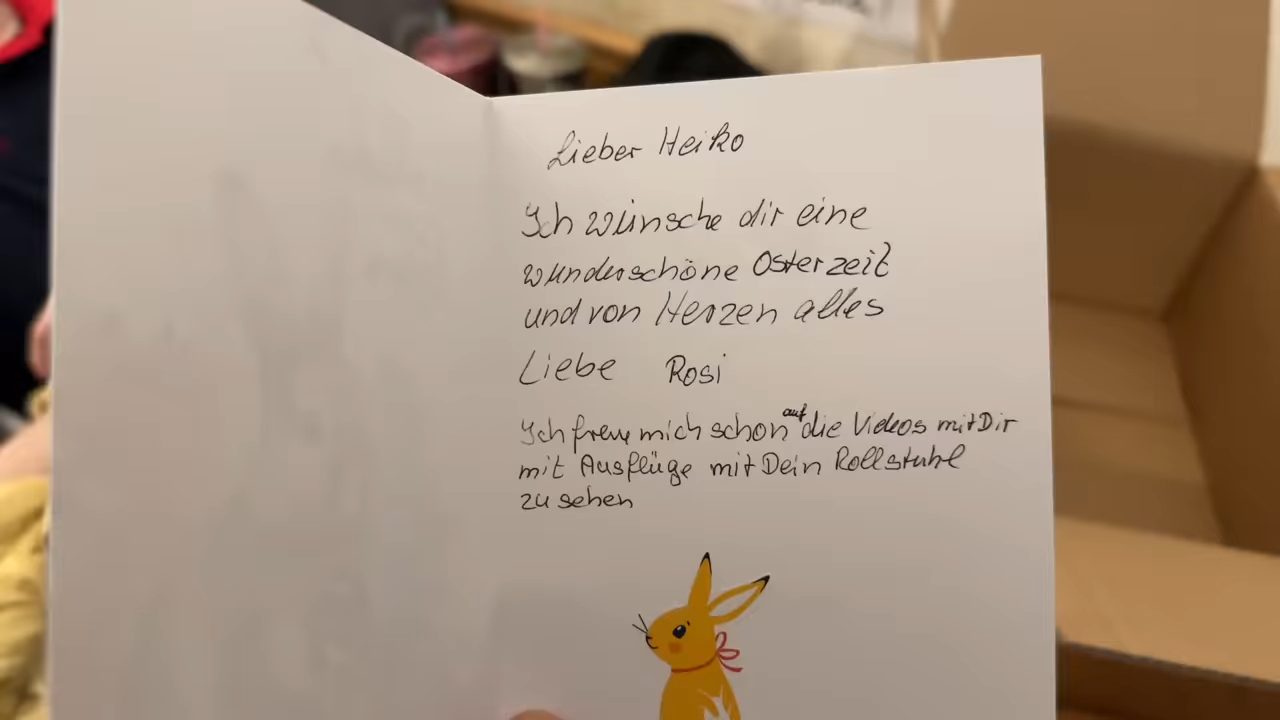 Lieber Heiko
Ich wünsche dir eine
wunderschöne Osterzeit
und von Herzen alles
Liebe Rosi
Ich freue mich schon auf die Videos mit Dir
mit Ausflüge mit Dein Rollstuhl
zu sehen